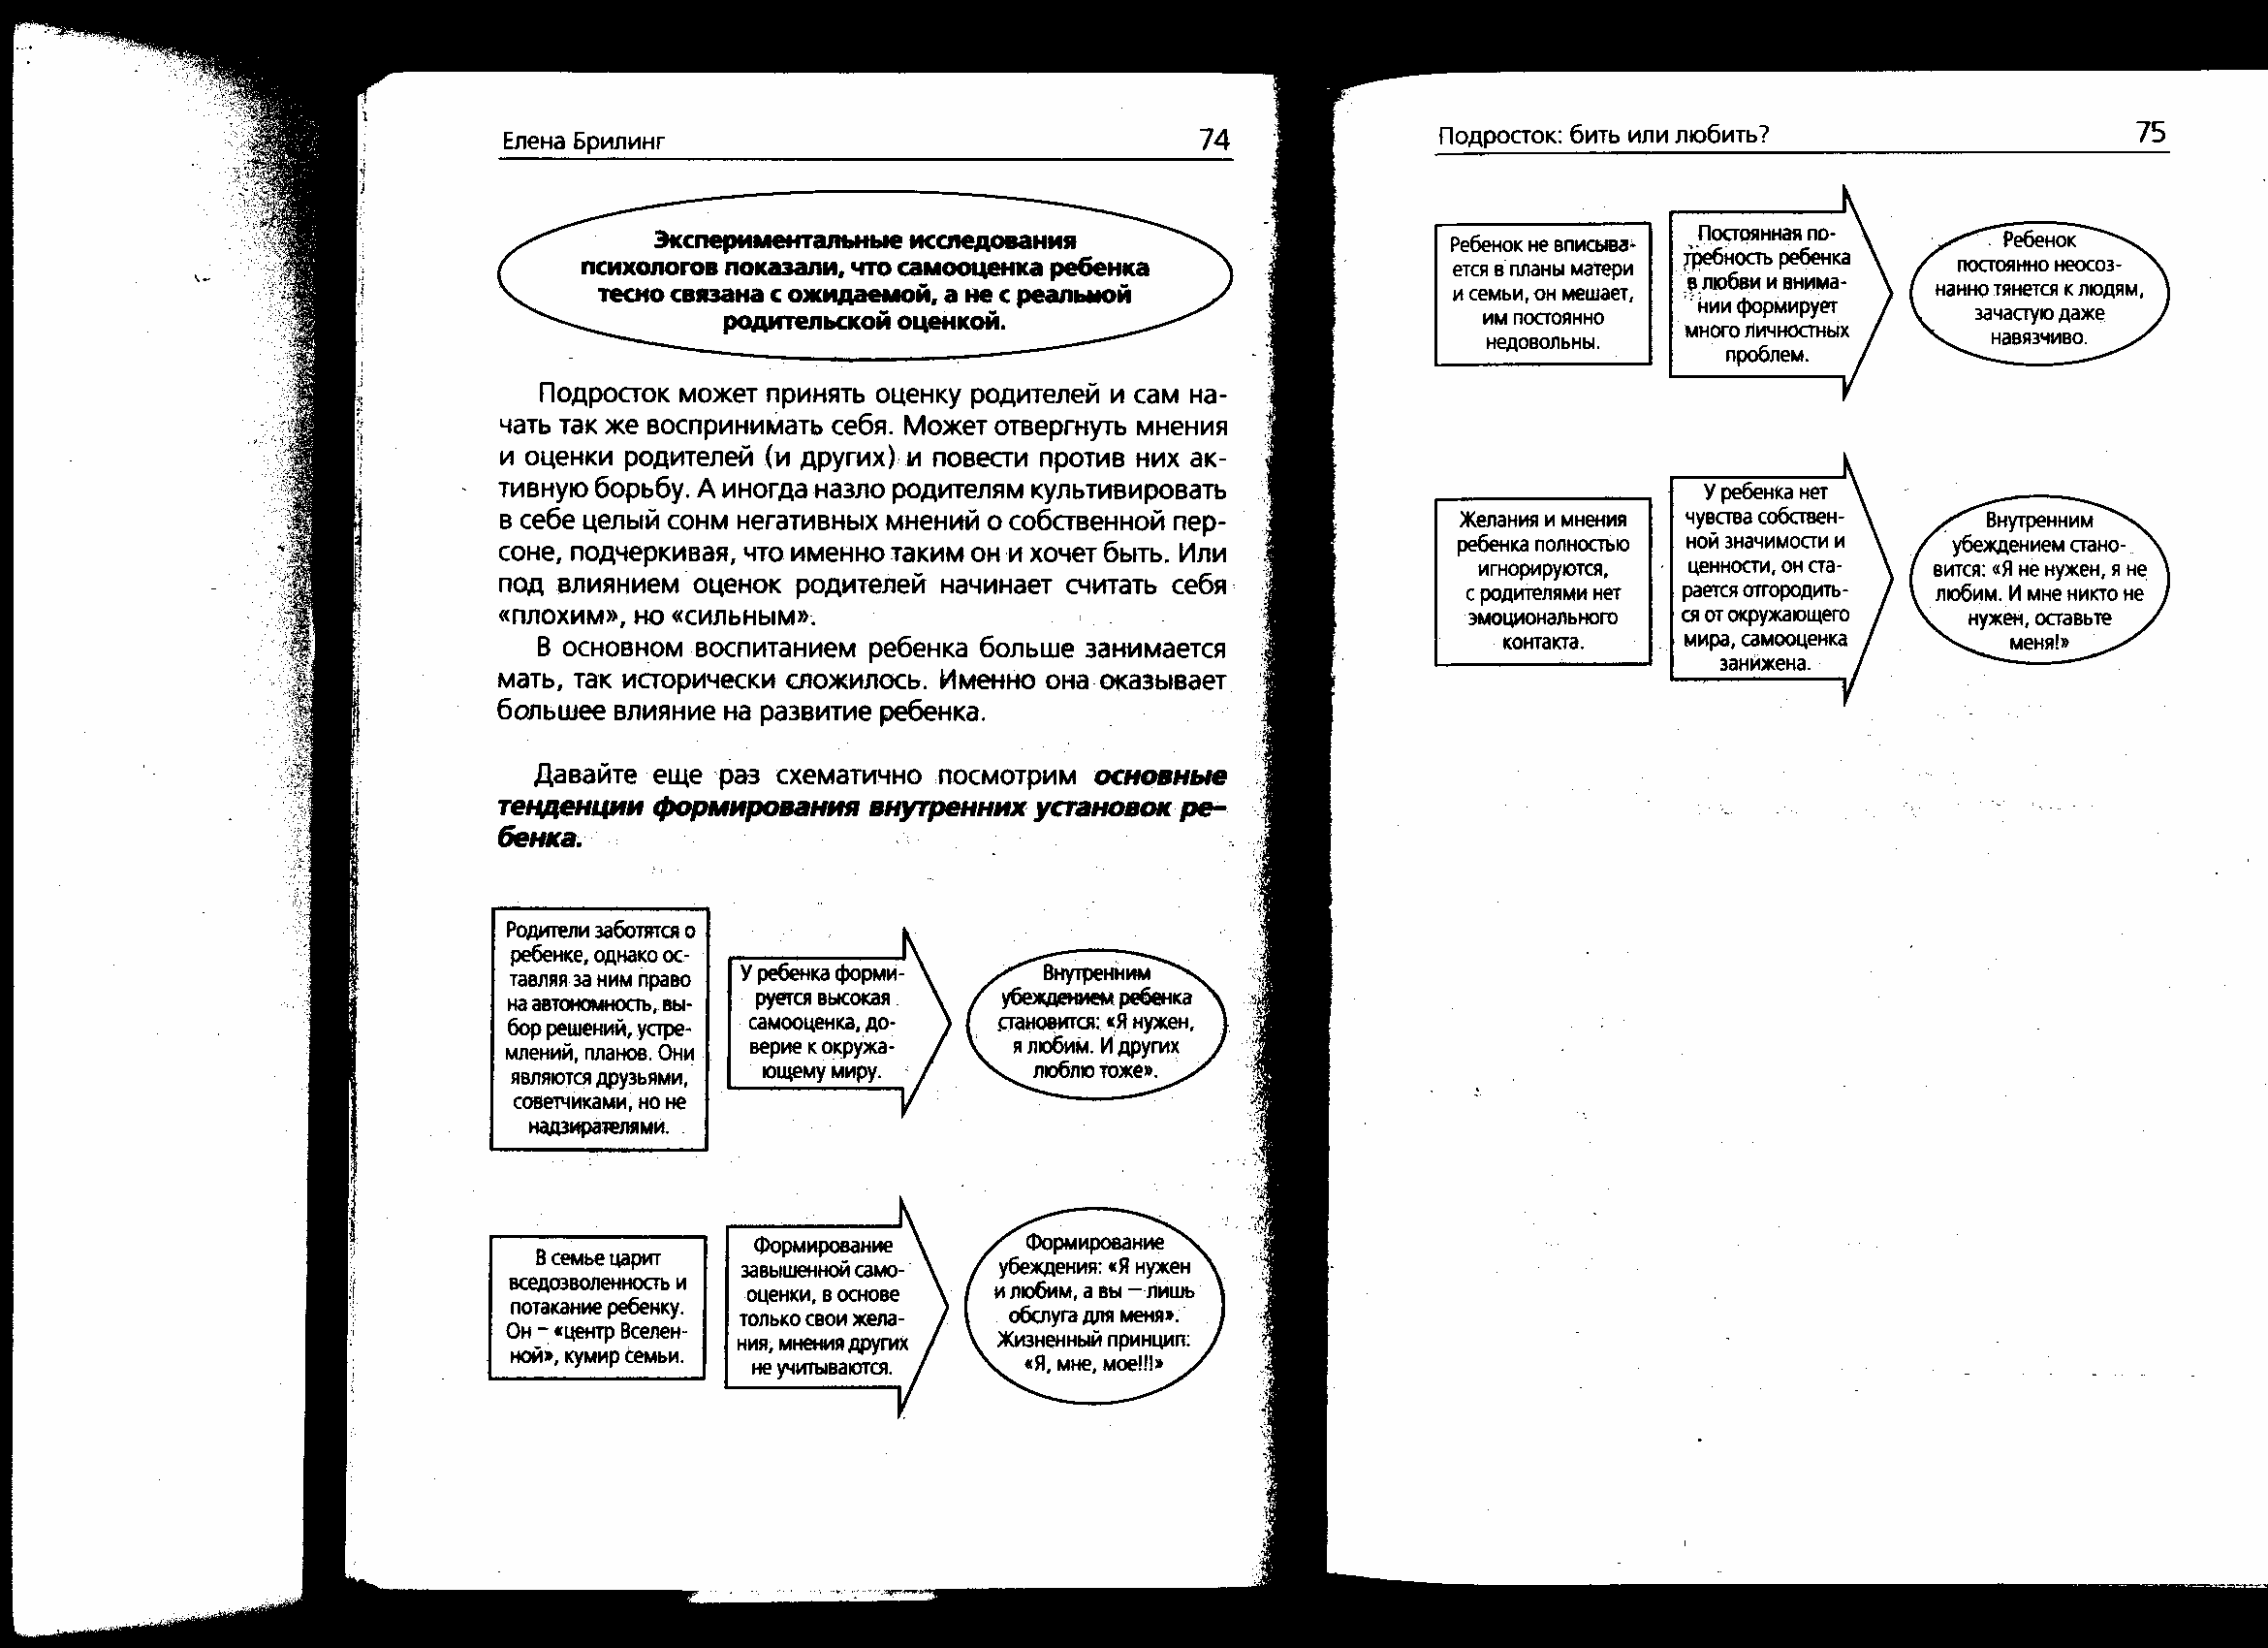 Елена Брилинг
74
Экспериментальные исследования
психологов показали, что самооценка ребенка
тесно связана с ожидаемой, а не с реальной
родительской оценкой.
Подросток может принять оценку родителей и сам на-
чать так же воспринимать себя. Может отвергнуть мнения
и оценки родителей (и других) и повести против них ак-
тивную борьбу. А иногда назло родителям культивировать
в себе целый сонм негативных мнений о собственной пер-
соне, подчеркивая, что именно таким он и хочет быть. Или
под влиянием оценок родителей начинает считать себя
«плохим», но «сильным».
В основном воспитанием ребенка больше занимается
мать, так исторически сложилось. Именно она оказывает
большее влияние на развитие ребенка.
Давайте еще раз схематично посмотрим основные
тенденции формирования внутренних установок ре-
бенка.
Родители заботятся о
ребенке, однако ос-
тавляя за ним право
на автономность, вы-
бор решений, устре-
млений, планов. Они
являются друзьями,
советчиками, но не
надзирателями.
У ребенка форми-
руется высокая
самооценка, до-
верие к окружа-
ющему миру.
Внутренним
убеждением ребенка
становится: «Я нужен,
я любим. И других
люблю тоже».
В семье царит
вседозволенность и
потакание ребенку.
Он – «центр Вселен-
ной», кумир семьи.
Формирование
завышенной само-
оценки, в основе
только свои жела-
ния, мнения других
не учитываются.
Формирование
убеждения: «Я нужен
и любим, а вы – лишь
обслуга для меня».
Жизненный принцип:
«Я, мне, мое!!!»
Подросток: бить или любить?
75
Ребенок не вписыва-
ется в планы матери
и семьи, он мешает,
им постоянно
недовольны.
Постоянная по-
требность ребенка
в любви и внима-
нии формирует
много личностных
проблем.
Ребенок
постоянно неосоз-
нанно тянется к людям,
зачастую даже
навязчиво.
Желания и мнения
ребенка полностью
игнорируются,
с родителями нет
эмоционального
контакта.
У ребенка нет
чувства собствен-
ной значимости и
ценности, он ста-
рается отгородить-
ся от окружающего
мира, самооценка
занижена.
Внутренним
убеждением стано-
вится: «Я не нужен, я не
любим. И мне никто не
нужен, оставьте
меня!»